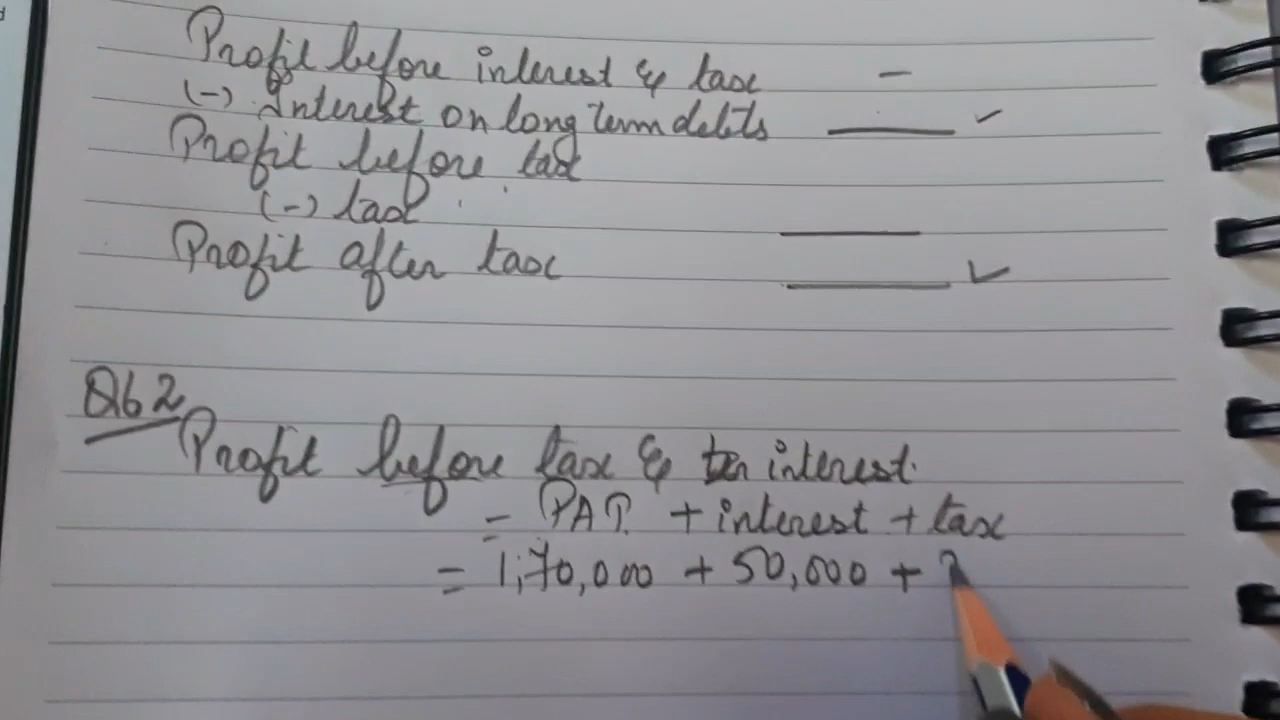 Profit before interest & tax -
(-) Interest on long term debts ✓
Profit before tax
(-) tax
Profit after tax ✓
Q62
Profit before tax & interest.
= PAT + interest + tax
= 1,70,000 + 50,000 +